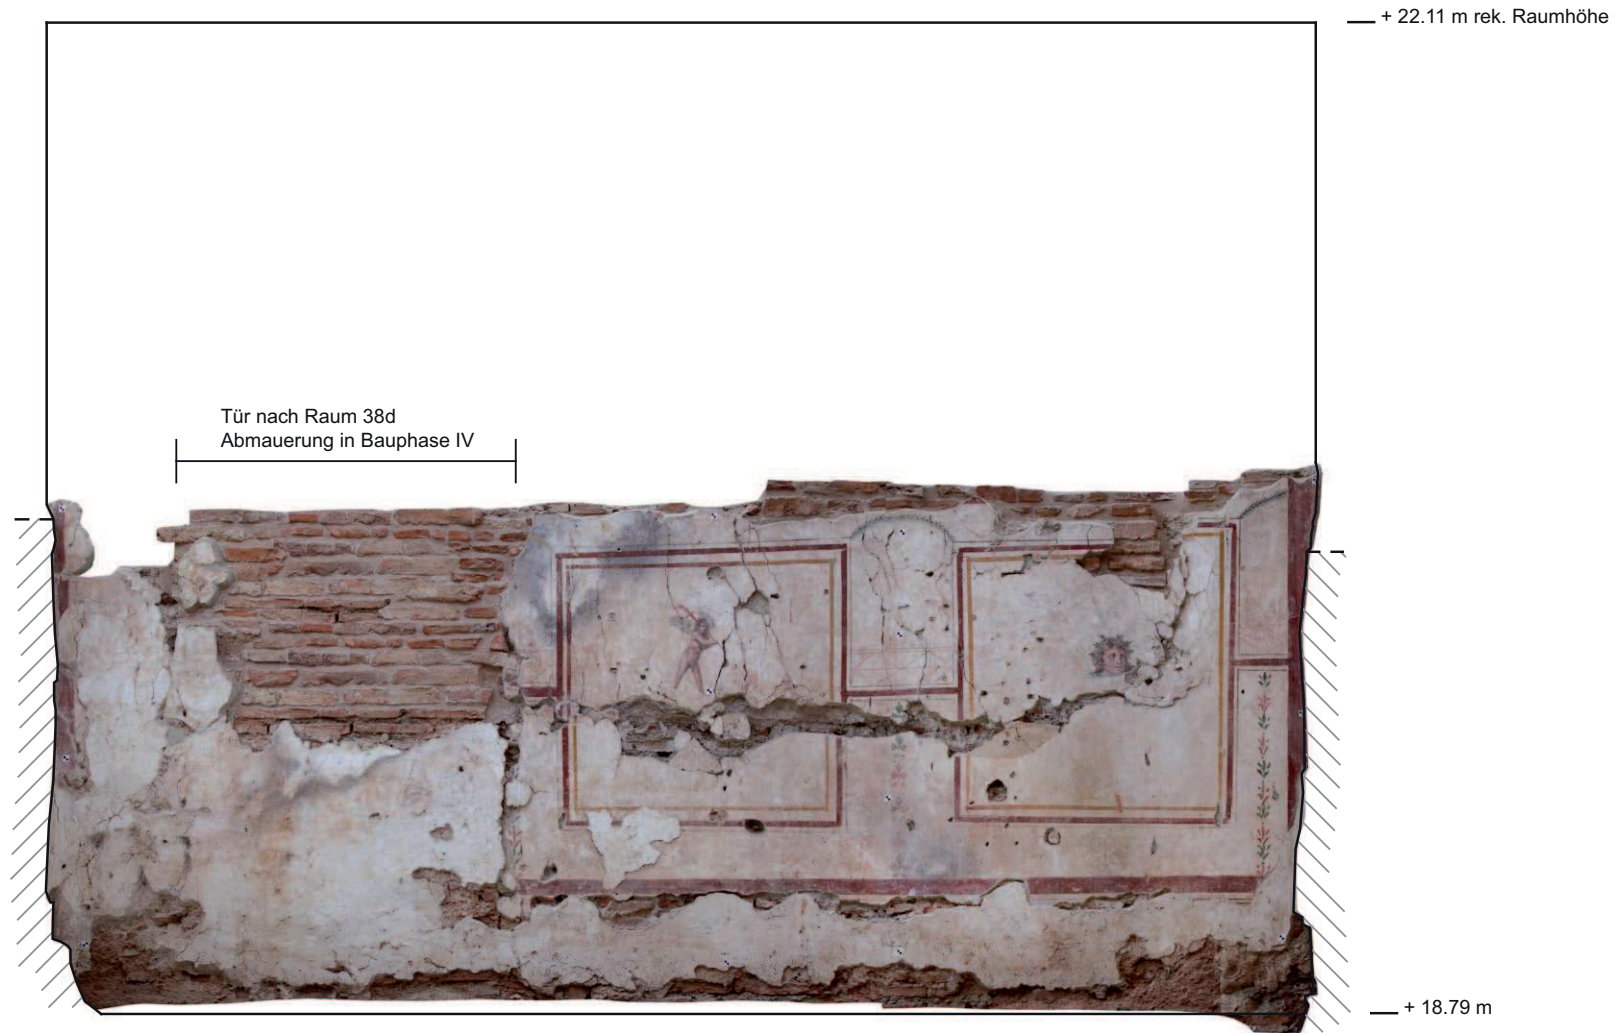 + 22.11 m rek. Raumhöhe
Tür nach Raum 38d
Abmauerung in Bauphase IV
+ 18.79 m